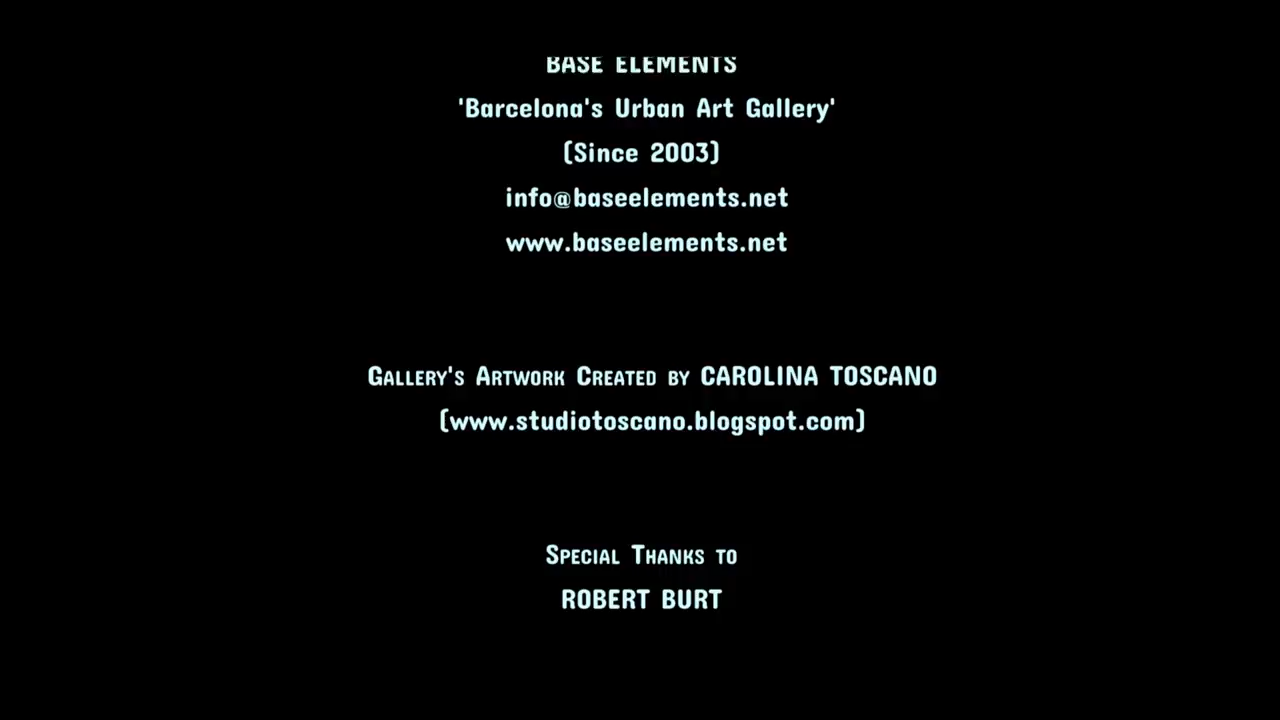 BASE ELEMENTS
'Barcelona's Urban Art Gallery'
(Since 2003)
info@baseelements.net
www.baseelements.net
GALLERY'S ARTWORK CREATED BY CAROLINA TOSCANO
(www.studiotoscano.blogspot.com)
SPECIAL THANKS TO
ROBERT BURT